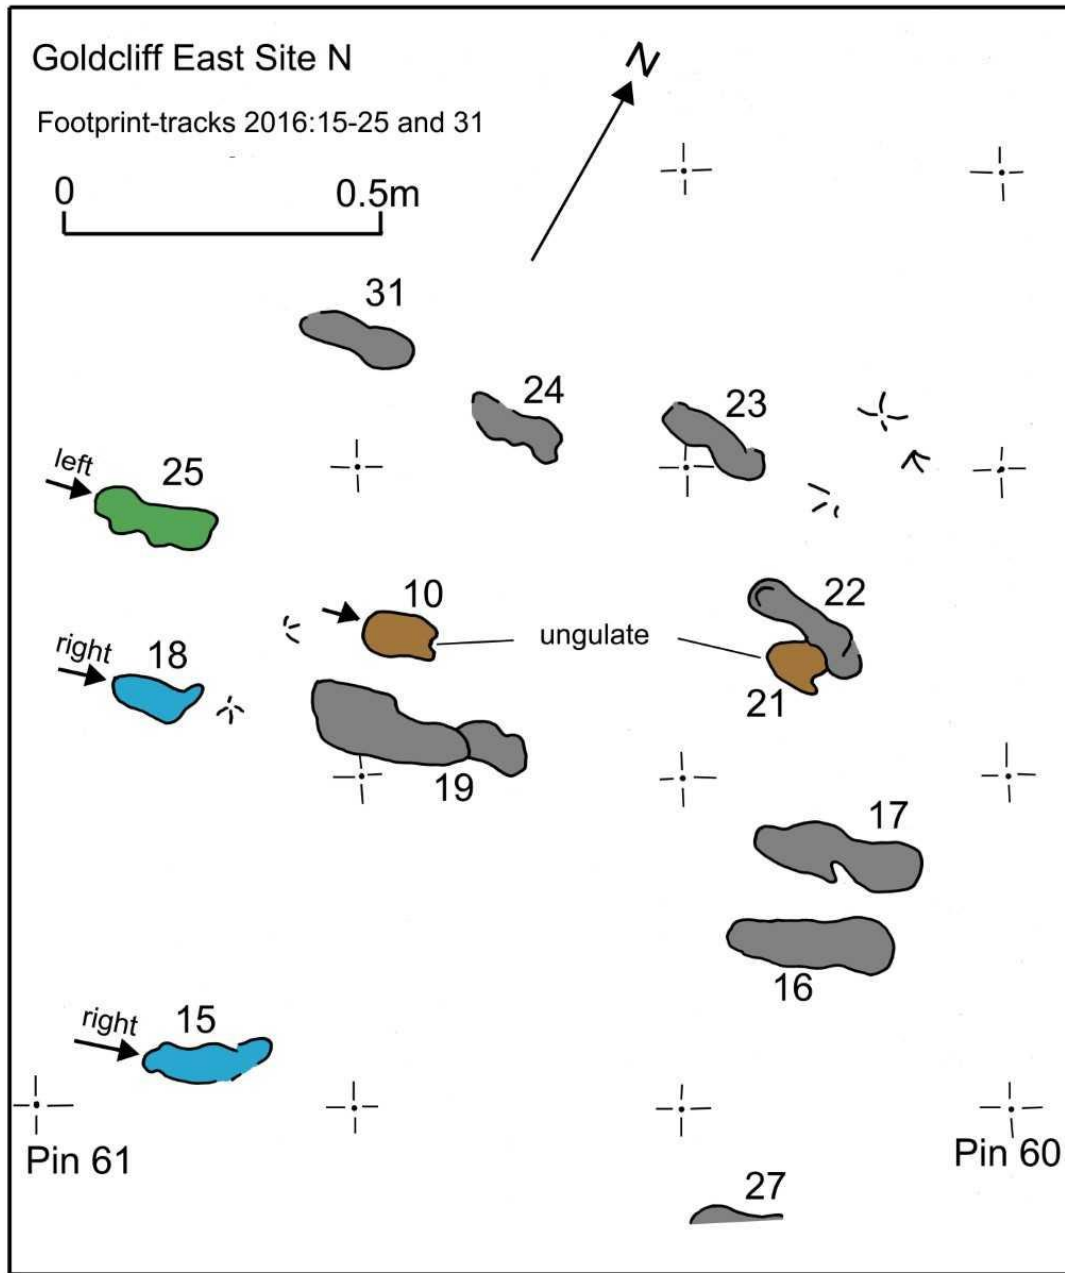 Goldcliff East Site N
N
Footprint-tracks 2016:15-25 and 31
0 0.5m
31
24
23
left
25
10
22
ungulate
right
18
21
19
17
16
right
15
Pin 61
Pin 60
27